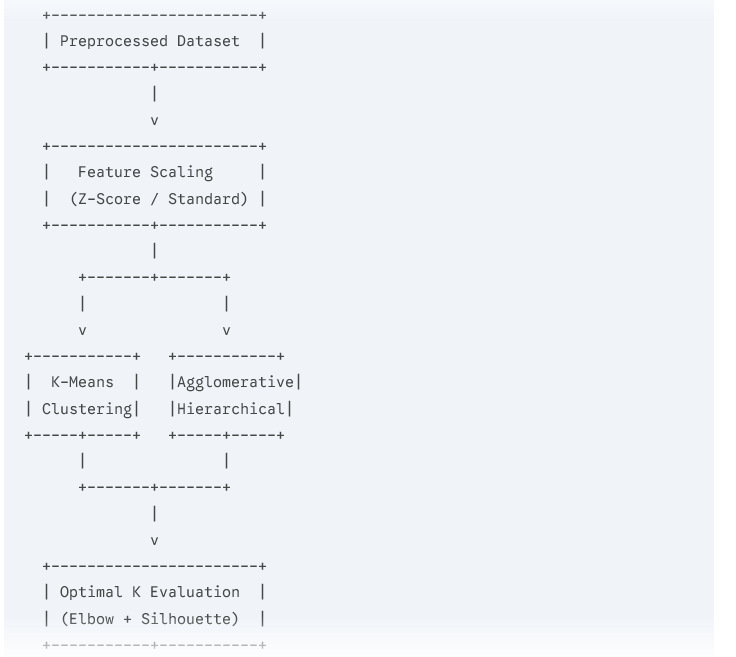 +-----------------------+
| Preprocessed Dataset  |
+-----------+-----------+
            |
            v
+-----------------------+
|   Feature Scaling     |
|  (Z-Score / Standard) |
+-----------+-----------+
            |
    +-------+-------+
    |               |
    v               v
+-----------+   +-----------+
|  K-Means  |   |Agglomerative|
| Clustering|   |Hierarchical|
+-----+-----+   +-----+-----+
    |               |
    +-------+-------+
            |
            v
+-----------------------+
| Optimal K Evaluation  |
| (Elbow + Silhouette)  |
+-----------+-----------+